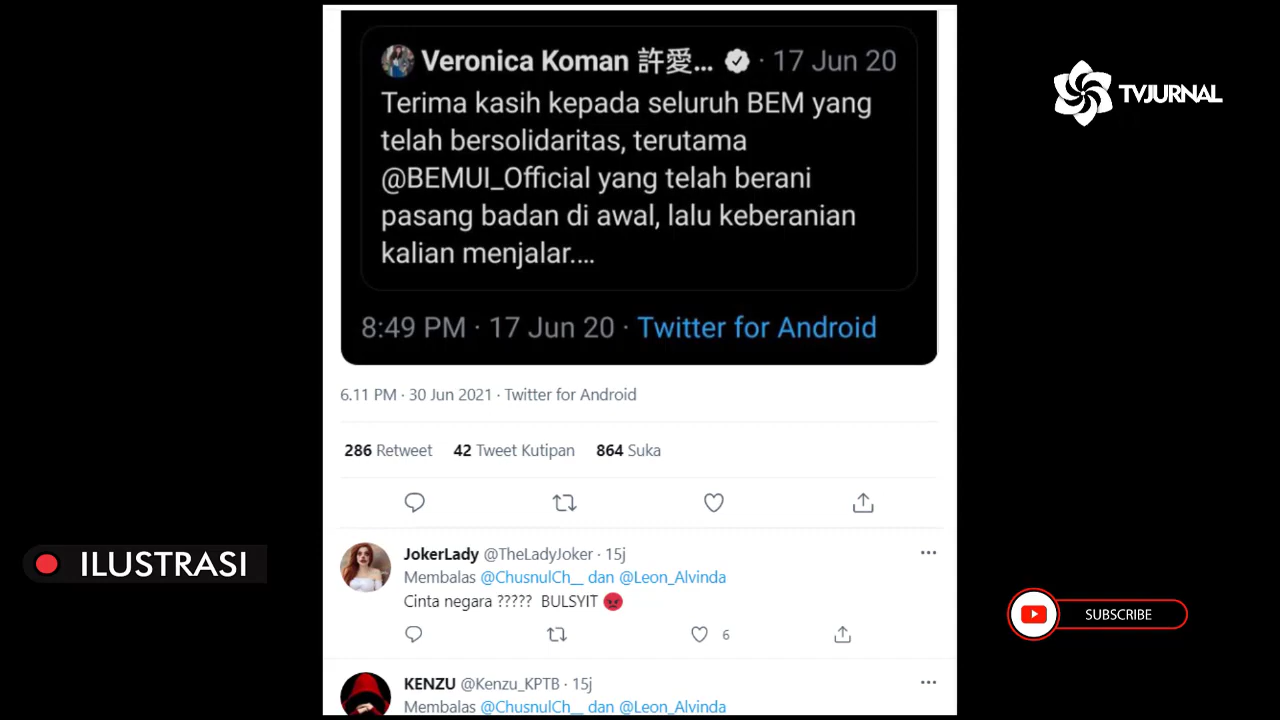 Veronica Koman 許愛... · 17 Jun 20
Terima kasih kepada seluruh BEM yang
telah bersolidaritas, terutama
@BEMUI_Official yang telah berani
pasang badan di awal, lalu keberanian
kalian menjalar....
8:49 PM · 17 Jun 20 · Twitter for Android
6.11 PM · 30 Jun 2021 · Twitter for Android
286 Retweet 42 Tweet Kutipan 864 Suka
JokerLady @TheLadyJoker · 15j
Membalas @ChusnulCh__ dan @Leon_Alvinda
Cinta negara ????? BULSYIT 😡
6
KENZU @Kenzu_KPTB · 15j
Membalas @ChusnulCh__ dan @Leon_Alvinda
TVJURNAL
ILUSTRASI
SUBSCRIBE